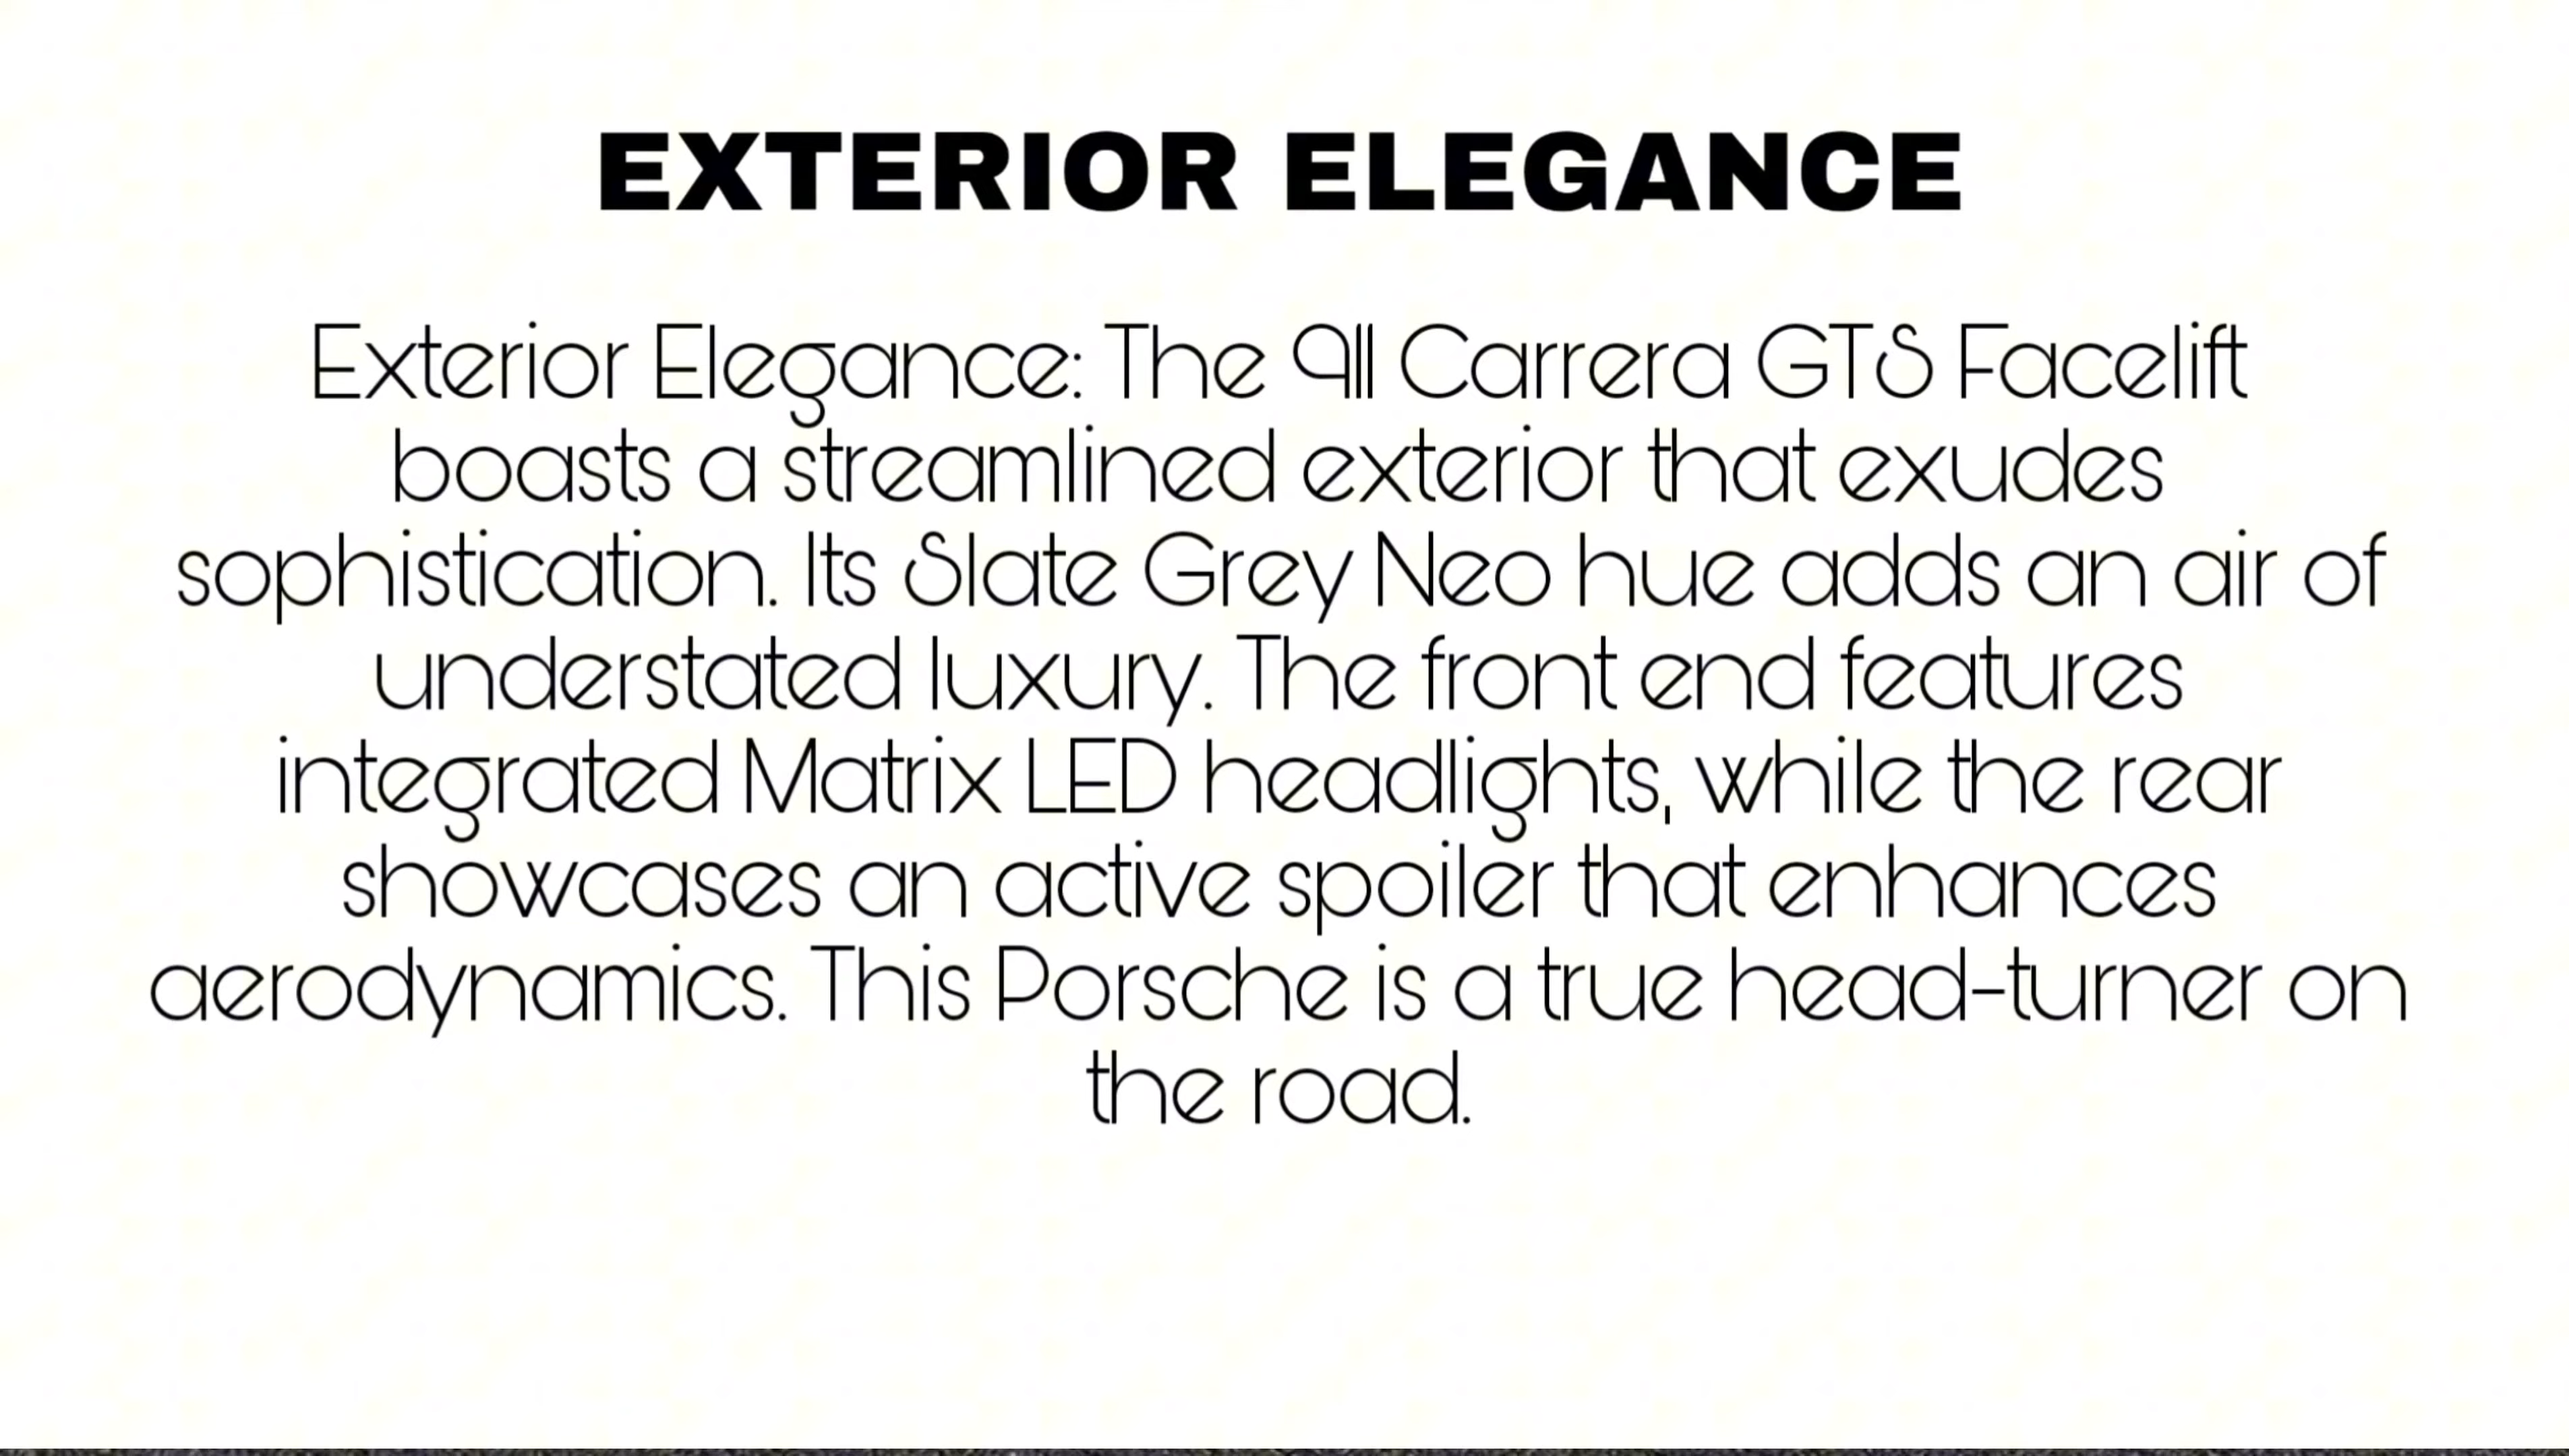 EXTERIOR ELEGANCE
Exterior Elegance: The 911 Carrera GTS Facelift
boasts a streamlined exterior that exudes
sophistication. Its Slate Grey Neo hue adds an air of
understated luxury. The front end features
integrated Matrix LED headlights, while the rear
showcases an active spoiler that enhances
aerodynamics. This Porsche is a true head-turner on
the road.